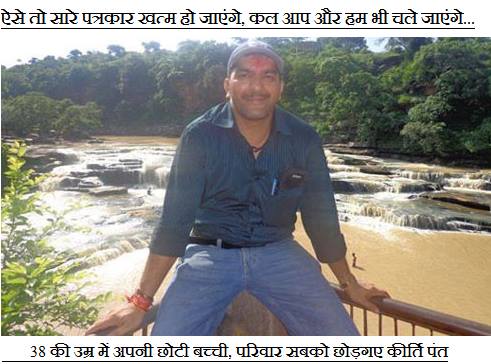 ऐसे तो सारे पत्रकार खत्म हो जाएंगे, कल आप और हम भी चले जाएंगे...
38 की उम्र में अपनी छोटी बच्ची, परिवार सबको छोड़गए कीर्ति पंत